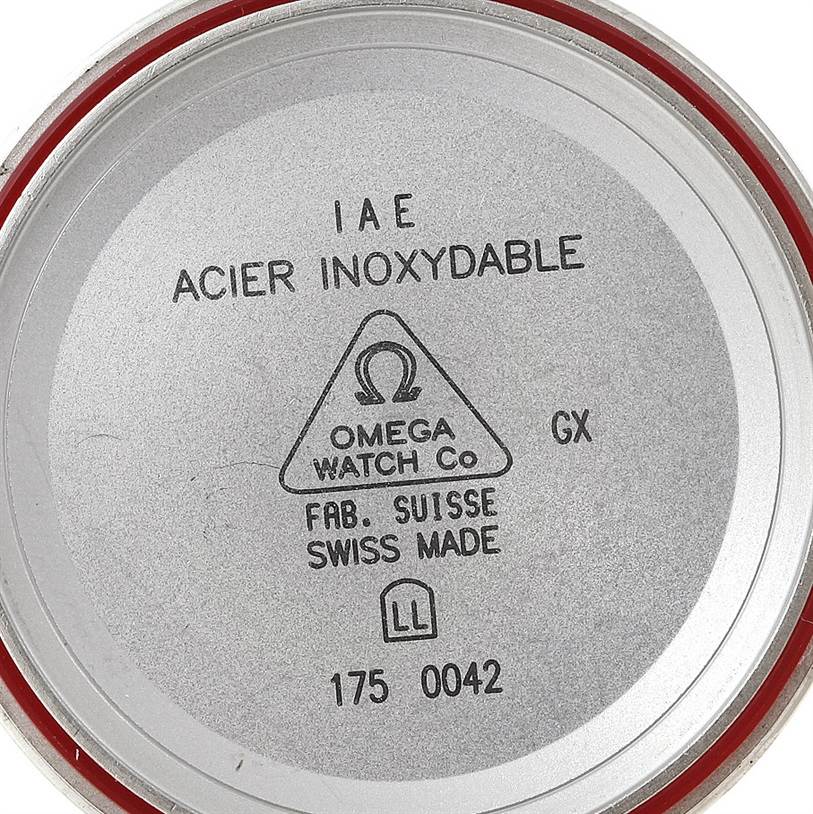 IAE
ACIER INOXYDABLE
Ω
OMEGA
WATCH Co
GX
FAB. SUISSE
SWISS MADE
LL
175 0042